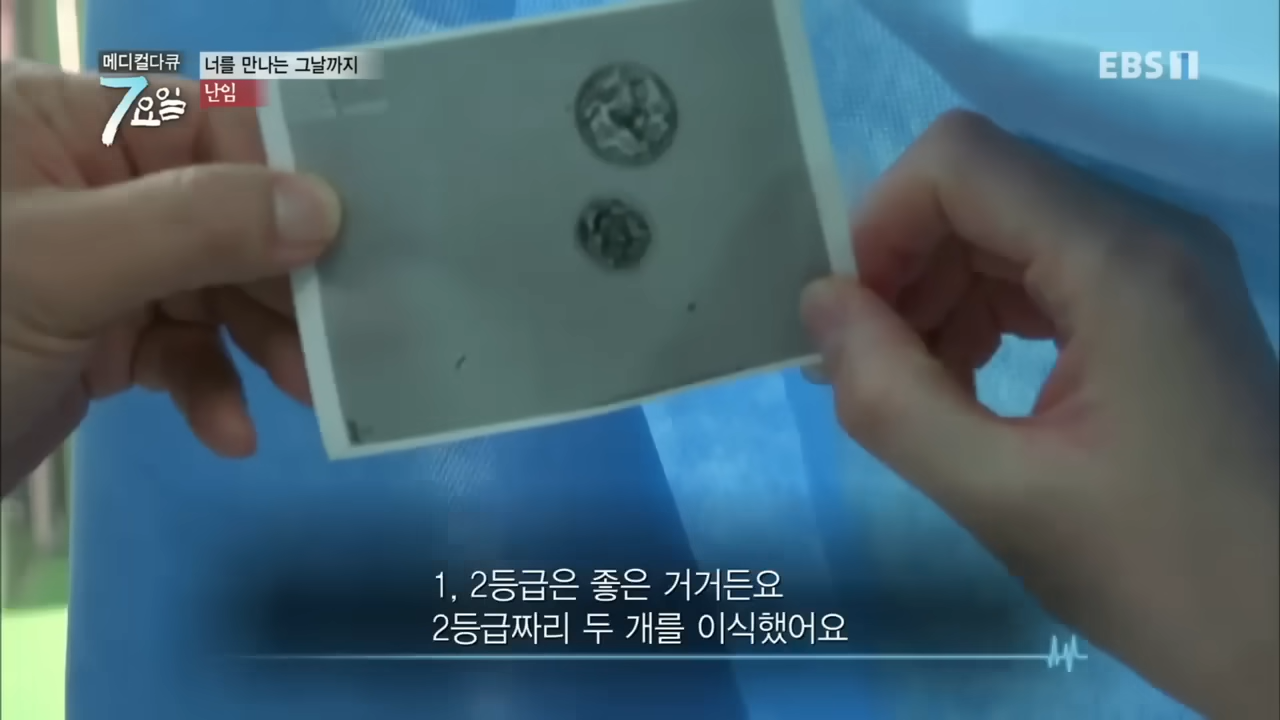 메디컬다큐
7요일
너를 만나는 그날까지
난임
EBS 1
1, 2등급은 좋은 거거든요
2등급짜리 두 개를 이식했어요